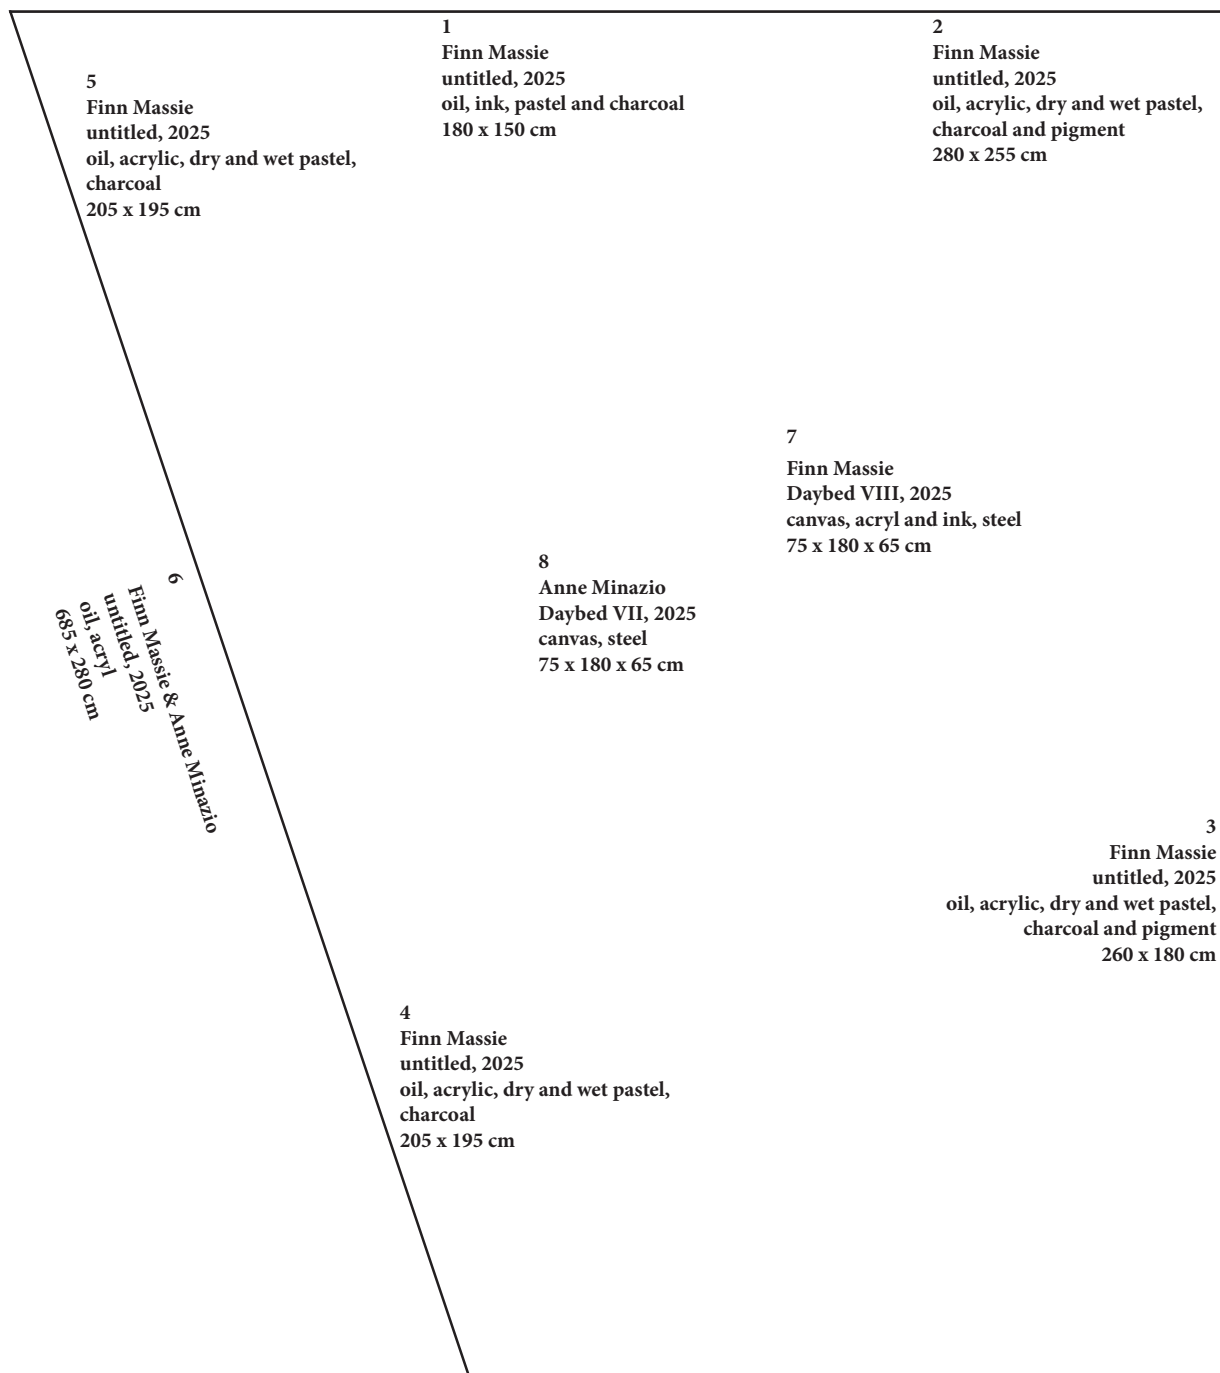 1
Finn Massie
untitled, 2025
oil, ink, pastel and charcoal
180 x 150 cm
2
Finn Massie
untitled, 2025
oil, acrylic, dry and wet pastel,
charcoal and pigment
280 x 255 cm
5
Finn Massie
untitled, 2025
oil, acrylic, dry and wet pastel,
charcoal
205 x 195 cm
7
Finn Massie
Daybed VIII, 2025
canvas, acryl and ink, steel
75 x 180 x 65 cm
8
Anne Minazio
Daybed VII, 2025
canvas, steel
75 x 180 x 65 cm
6
Finn Massie & Anne Minazio
untitled, 2025
oil, acryl
685 x 280 cm
3
Finn Massie
untitled, 2025
oil, acrylic, dry and wet pastel,
charcoal and pigment
260 x 180 cm
4
Finn Massie
untitled, 2025
oil, acrylic, dry and wet pastel,
charcoal
205 x 195 cm